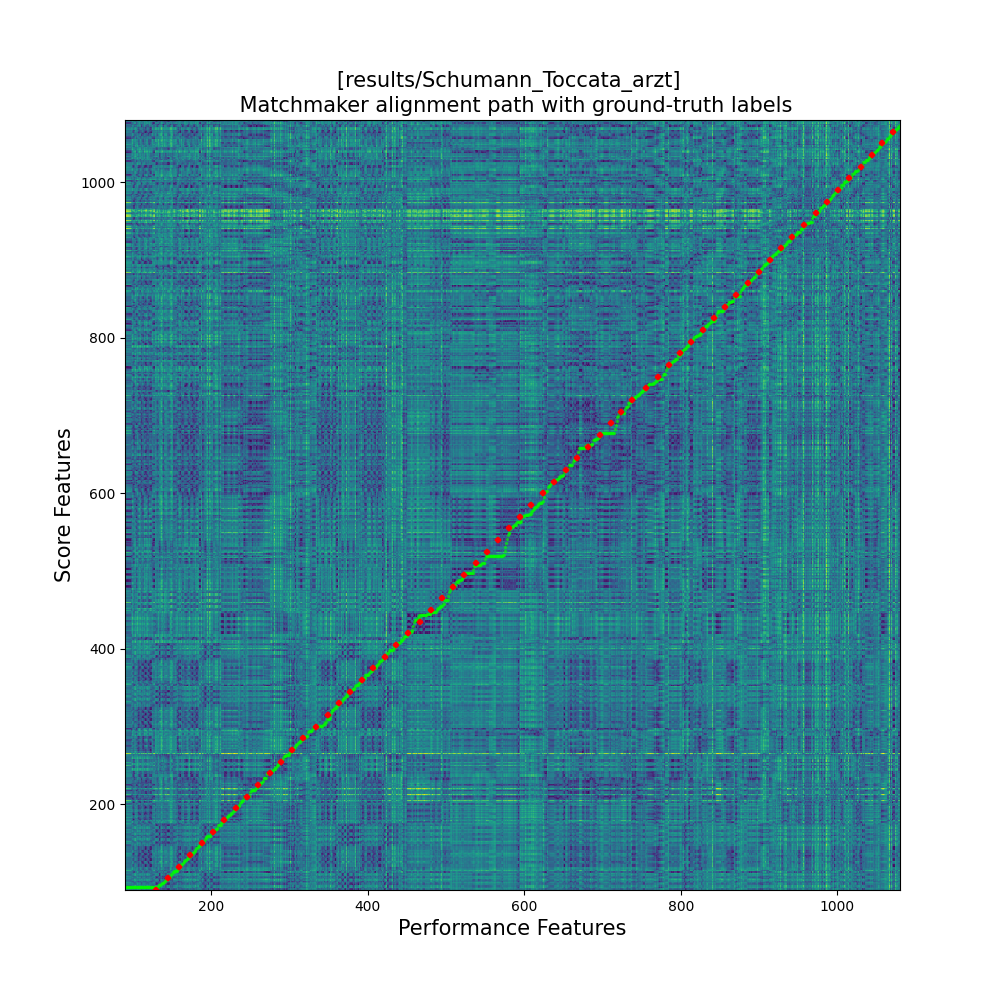 [results/Schumann_Toccata_arzt]
Matchmaker alignment path with ground-truth labels
Score Features
1000
800
600
400
200
200 400 600 800 1000
Performance Features